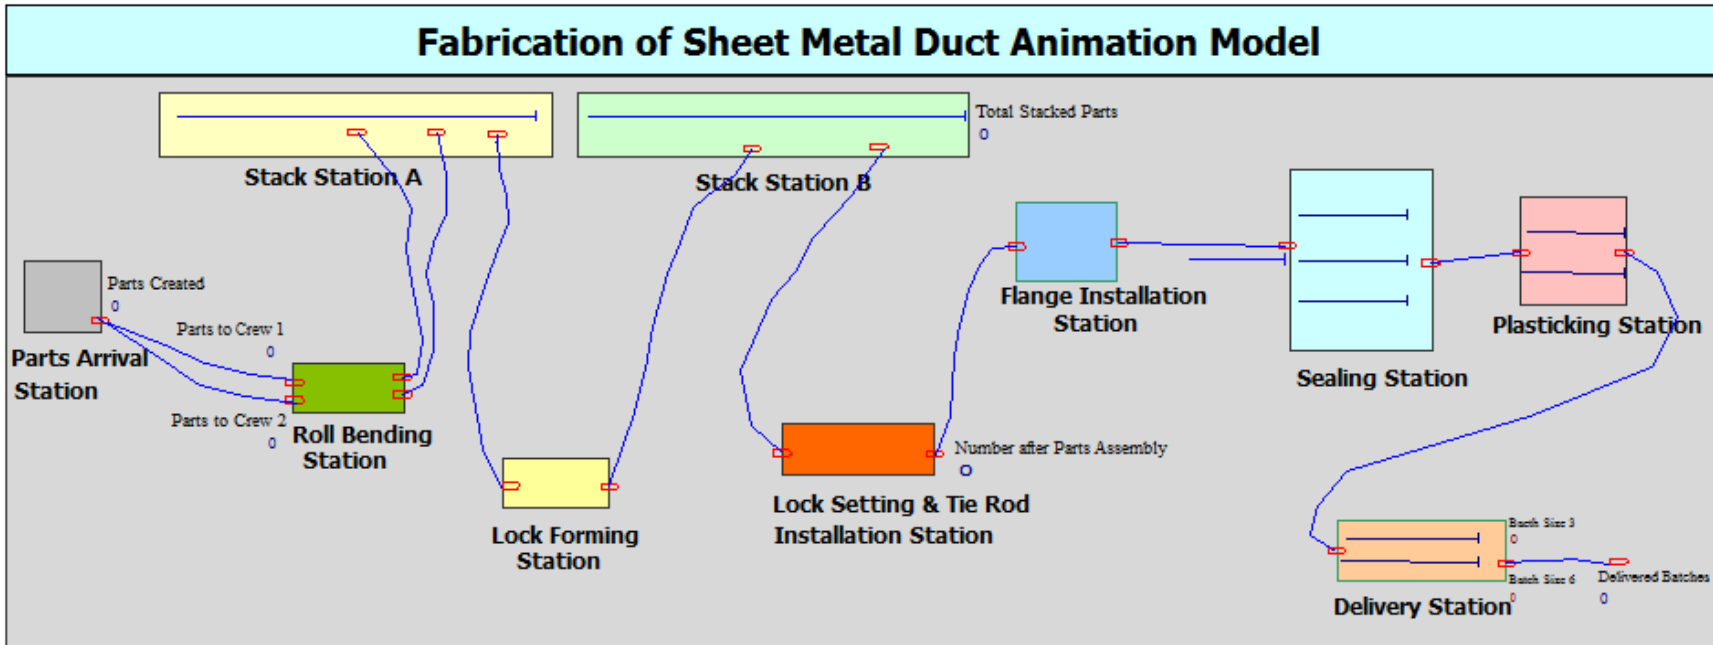 Fabrication of Sheet Metal Duct Animation Model
Total Stacked Parts
0
Stack Station A
Stack Station B
Parts Created
0
Parts to Crew 1
0
Parts Arrival
Station
Parts to Crew 2
0
Roll Bending
Station
Flange Installation
Station
Sealing Station
Plasticking Station
Lock Forming
Station
Number after Parts Assembly
0
Lock Setting & Tie Rod
Installation Station
Bacth Size 3
0
Batch Size 6
0
Delivered Batches
0
Delivery Station